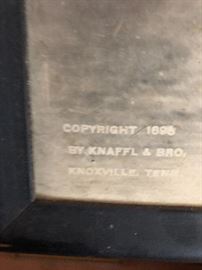 COPYRIGHT 1898
BY KNAFFL & BRO.
KNOXVILLE, TENN.